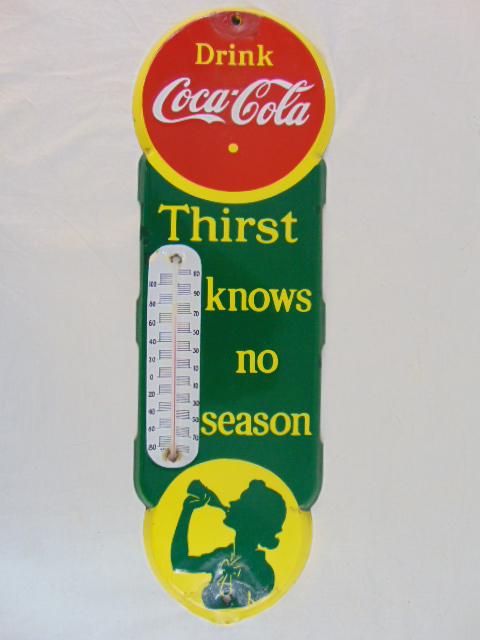 Drink
Coca-Cola
Thirst
knows
no
season